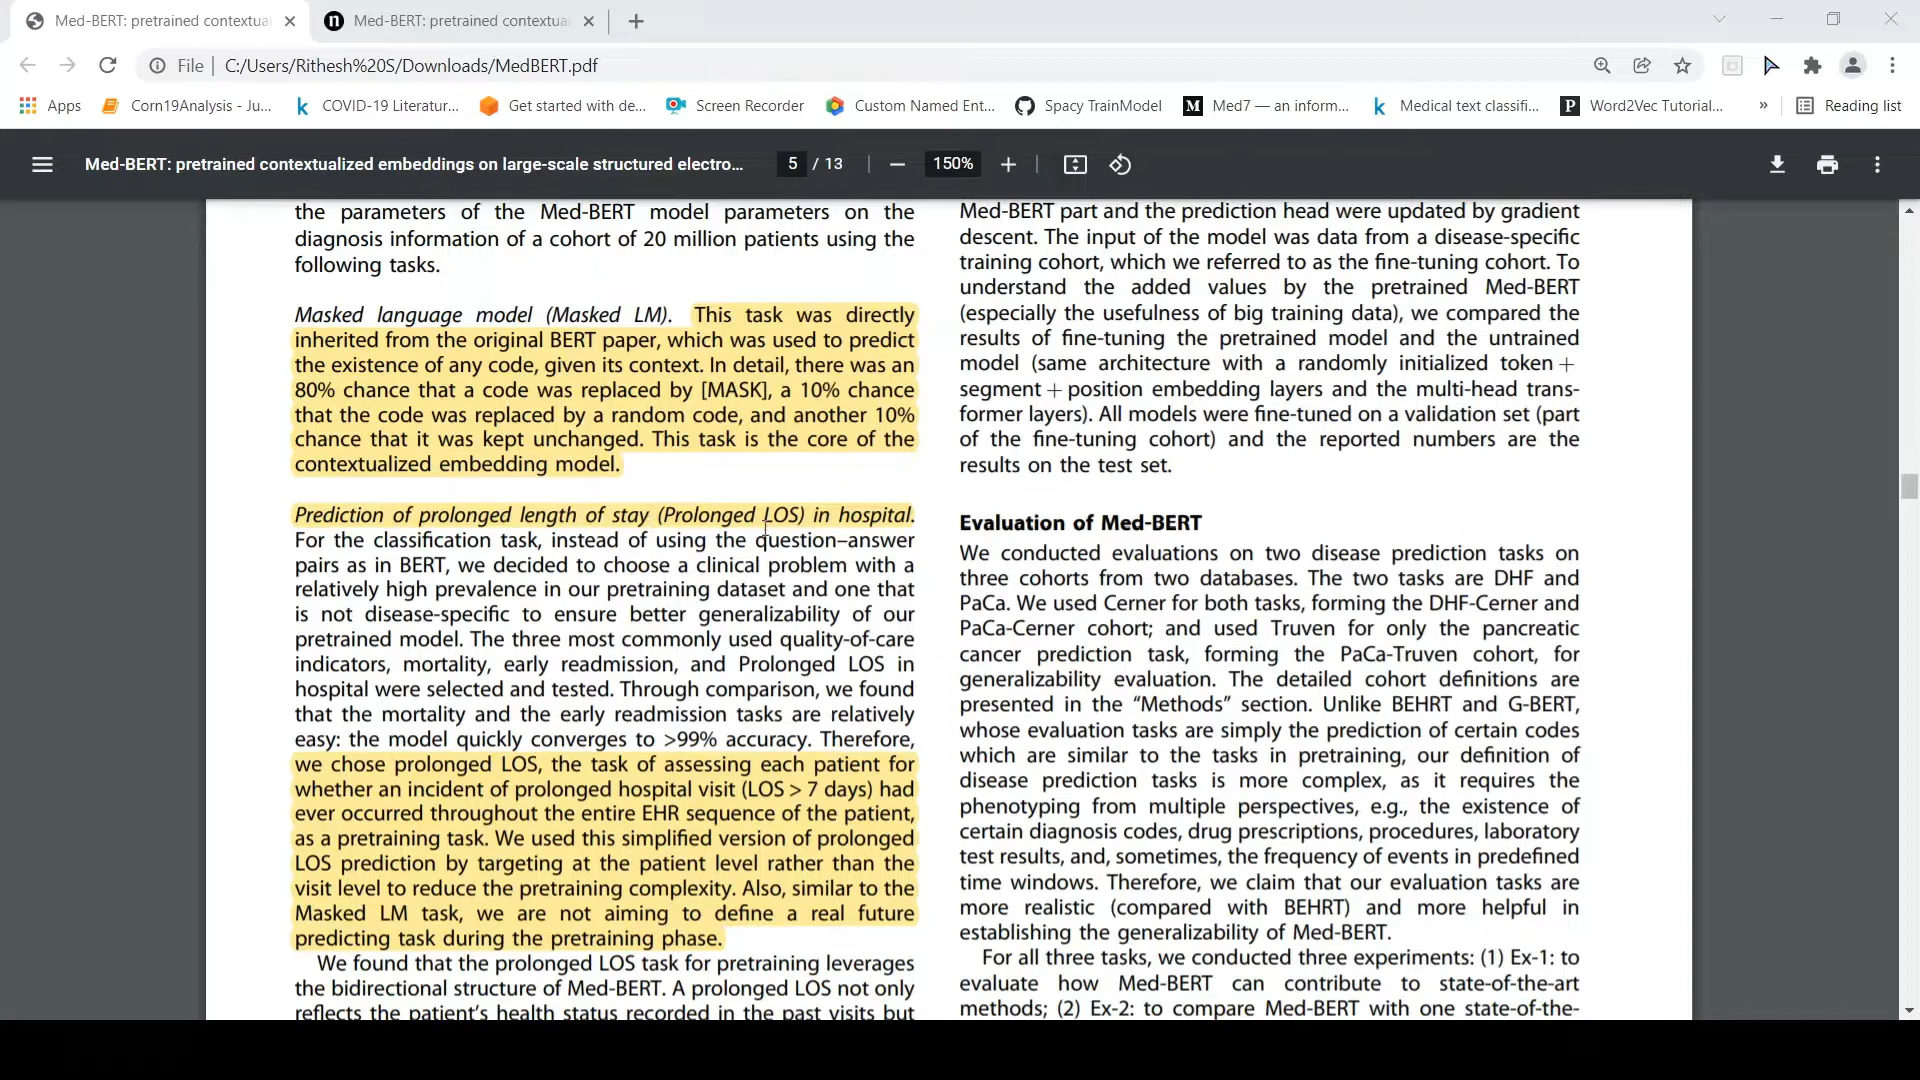 Med-BERT: pretrained contextua
Med-BERT: pretrained contextua
File | C:/Users/Rithesh%20S/Downloads/MedBERT.pdf
Apps
Corn19Analysis - Ju...
COVID-19 Literatur...
Get started with de...
Screen Recorder
Custom Named Ent...
Spacy TrainModel
Med7 — an inform...
Medical text classifi...
Word2Vec Tutorial...
»
Reading list
Med-BERT: pretrained contextualized embeddings on large-scale structured electro...
5 / 13
150%
the parameters of the Med-BERT model parameters on the
diagnosis information of a cohort of 20 million patients using the
following tasks.
Masked language model (Masked LM). This task was directly
inherited from the original BERT paper, which was used to predict
the existence of any code, given its context. In detail, there was an
80% chance that a code was replaced by [MASK], a 10% chance
that the code was replaced by a random code, and another 10%
chance that it was kept unchanged. This task is the core of the
contextualized embedding model.
Prediction of prolonged length of stay (Prolonged LOS) in hospital.
For the classification task, instead of using the question–answer
pairs as in BERT, we decided to choose a clinical problem with a
relatively high prevalence in our pretraining dataset and one that
is not disease-specific to ensure better generalizability of our
pretrained model. The three most commonly used quality-of-care
indicators, mortality, early readmission, and Prolonged LOS in
hospital were selected and tested. Through comparison, we found
that the mortality and the early readmission tasks are relatively
easy: the model quickly converges to >99% accuracy. Therefore,
we chose prolonged LOS, the task of assessing each patient for
whether an incident of prolonged hospital visit (LOS > 7 days) had
ever occurred throughout the entire EHR sequence of the patient,
as a pretraining task. We used this simplified version of prolonged
LOS prediction by targeting at the patient level rather than the
visit level to reduce the pretraining complexity. Also, similar to the
Masked LM task, we are not aiming to define a real future
predicting task during the pretraining phase.
We found that the prolonged LOS task for pretraining leverages
the bidirectional structure of Med-BERT. A prolonged LOS not only
reflects the patient's health status recorded in the past visits but
Med-BERT part and the prediction head were updated by gradient
descent. The input of the model was data from a disease-specific
training cohort, which we referred to as the fine-tuning cohort. To
understand the added values by the pretrained Med-BERT
(especially the usefulness of big training data), we compared the
results of fine-tuning the pretrained model and the untrained
model (same architecture with a randomly initialized token +
segment + position embedding layers and the multi-head trans-
former layers). All models were fine-tuned on a validation set (part
of the fine-tuning cohort) and the reported numbers are the
results on the test set.
Evaluation of Med-BERT
We conducted evaluations on two disease prediction tasks on
three cohorts from two databases. The two tasks are DHF and
PaCa. We used Cerner for both tasks, forming the DHF-Cerner and
PaCa-Cerner cohort; and used Truven for only the pancreatic
cancer prediction task, forming the PaCa-Truven cohort, for
generalizability evaluation. The detailed cohort definitions are
presented in the “Methods” section. Unlike BEHRT and G-BERT,
whose evaluation tasks are simply the prediction of certain codes
which are similar to the tasks in pretraining, our definition of
disease prediction tasks is more complex, as it requires the
phenotyping from multiple perspectives, e.g., the existence of
certain diagnosis codes, drug prescriptions, procedures, laboratory
test results, and, sometimes, the frequency of events in predefined
time windows. Therefore, we claim that our evaluation tasks are
more realistic (compared with BEHRT) and more helpful in
establishing the generalizability of Med-BERT.
For all three tasks, we conducted three experiments: (1) Ex-1: to
evaluate how Med-BERT can contribute to state-of-the-art
methods; (2) Ex-2: to compare Med-BERT with one state-of-the-